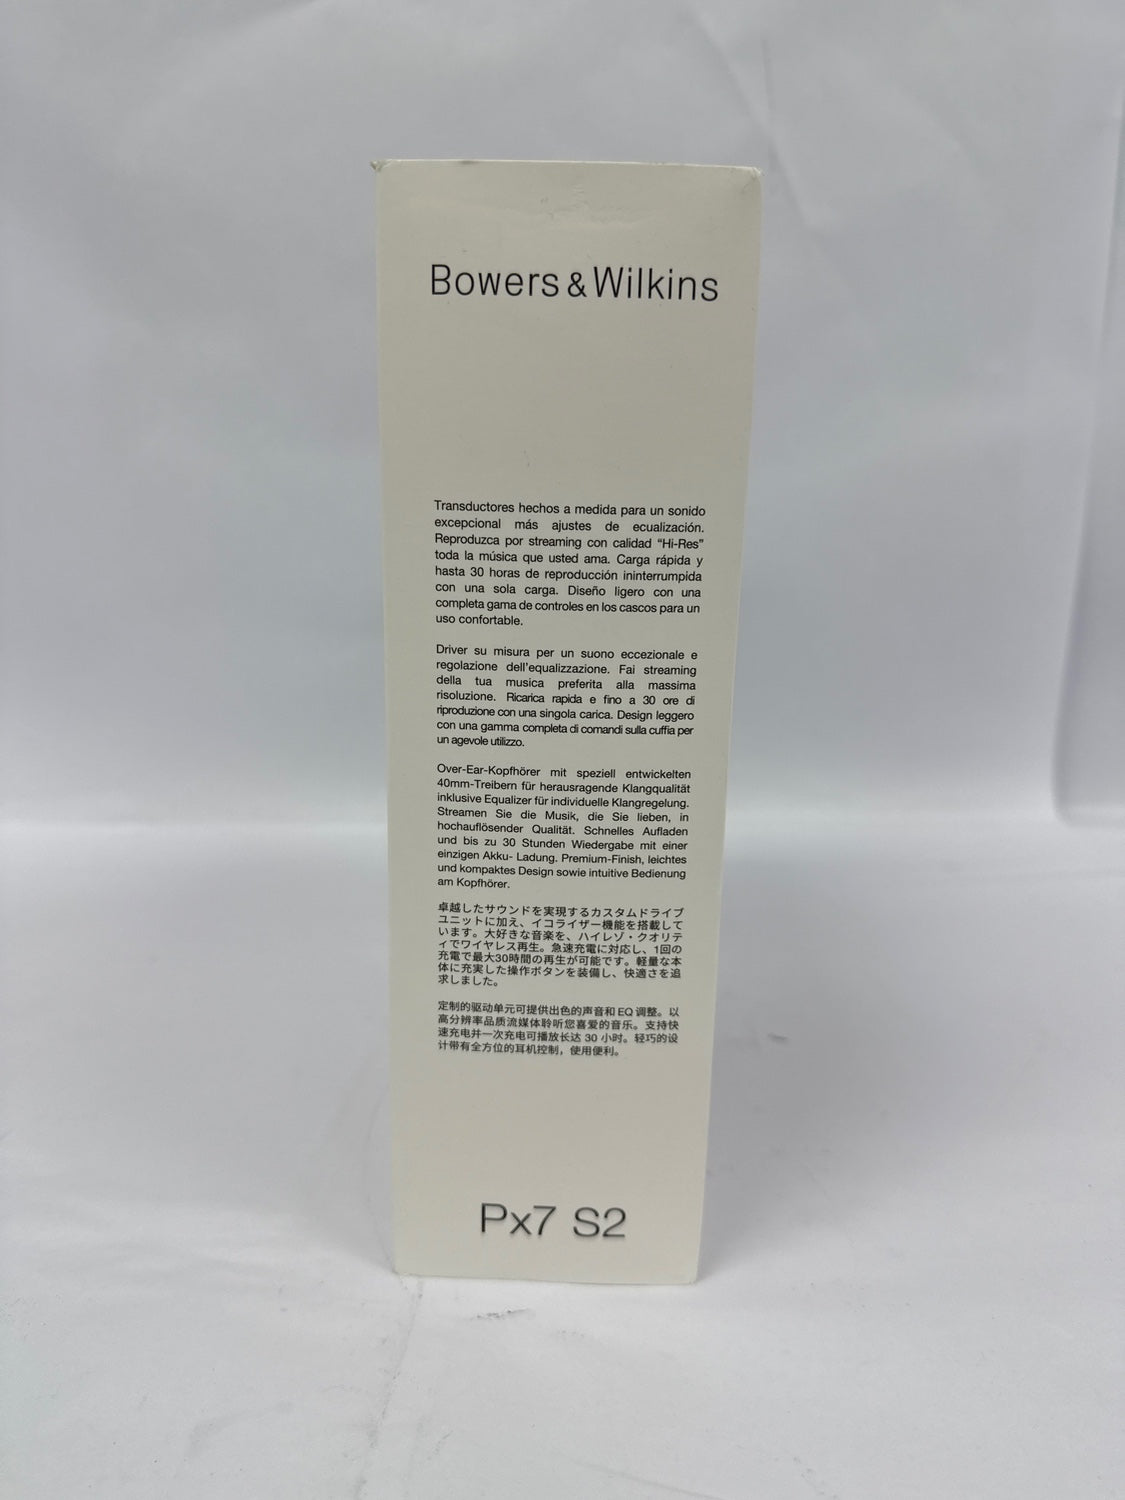 Bowers & Wilkins
Transductores hechos a medida para un sonido
excepcional más ajustes de ecualización.
Reproduzca por streaming con calidad “Hi-Res”
toda la música que usted ama. Carga rápida y
hasta 30 horas de reproducción ininterrumpida
con una sola carga. Diseño ligero con una
completa gama de controles en los cascos para un
uso confortable.
Driver su misura per un suono eccezionale e
regolazione dell’equalizzazione. Fai streaming
della tua musica preferita alla massima
risoluzione. Ricarica rapida e fino a 30 ore di
riproduzione con una singola carica. Design leggero
con una gamma completa di comandi sulla cuffia per
un agevole utilizzo.
Over-Ear-Kopfhörer mit speziell entwickelten
40mm-Treibern für herausragende Klangqualität
inklusive Equalizer für individuelle Klangregelung.
Streamen Sie die Musik, die Sie lieben, in
hochauflösender Qualität. Schnelles Aufladen
und bis zu 30 Stunden Wiedergabe mit einer
einzigen Akku- Ladung. Premium-Finish, leichtes
und kompaktes Design sowie intuitive Bedienung
am Kopfhörer.
卓越したサウンドを実現するカスタムドライブ
ユニットに加え、イコライザー機能を搭載して
います。大好きな音楽を、ハイレゾ・クオリテ
ィでワイヤレス再生。急速充電に対応し、1回の
充電で最大30時間の再生が可能です。軽量な本
体に充実した操作ボタンを装備し、快適さを追
求しました。
定制的驱动单元可提供出色的声音和 EQ 调整。以
高分辨率品质流媒体聆听您喜爱的音乐。支持快
速充电并一次充电可播放长达 30 小时。轻巧的设
计带有全方位的耳机控制，使用便利。
Px7 S2